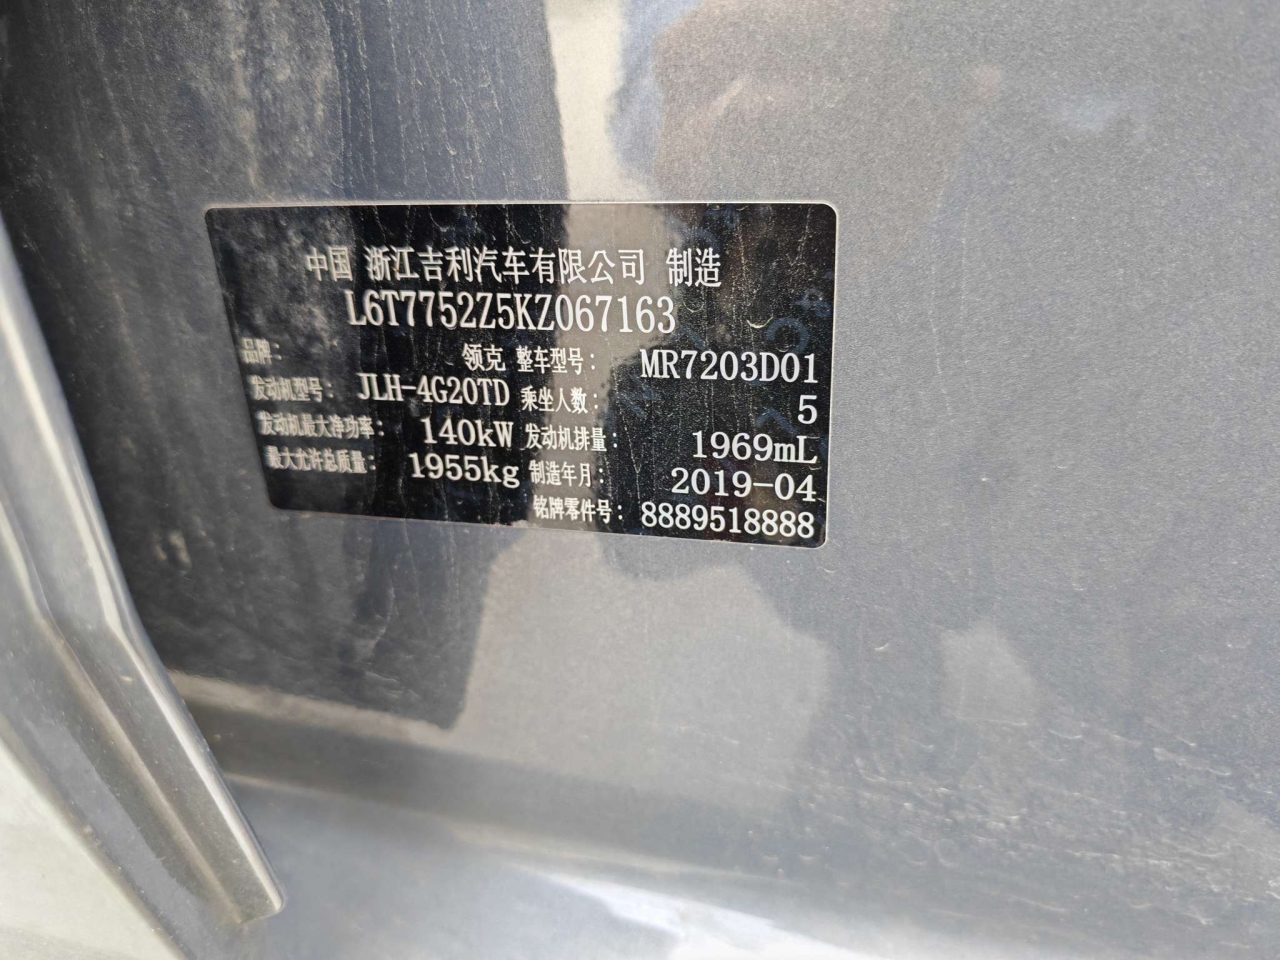 中国 浙江吉利汽车有限公司 制造
L6T7752Z5KZ067163
品牌： 领克 整车型号： MR7203D01
发动机型号： JLH-4G20TD 乘坐人数： 5
发动机最大净功率： 140kW 发动机排量： 1969mL
最大允许总质量： 1955kg 制造年月： 2019-04
铭牌零件号： 8889518888